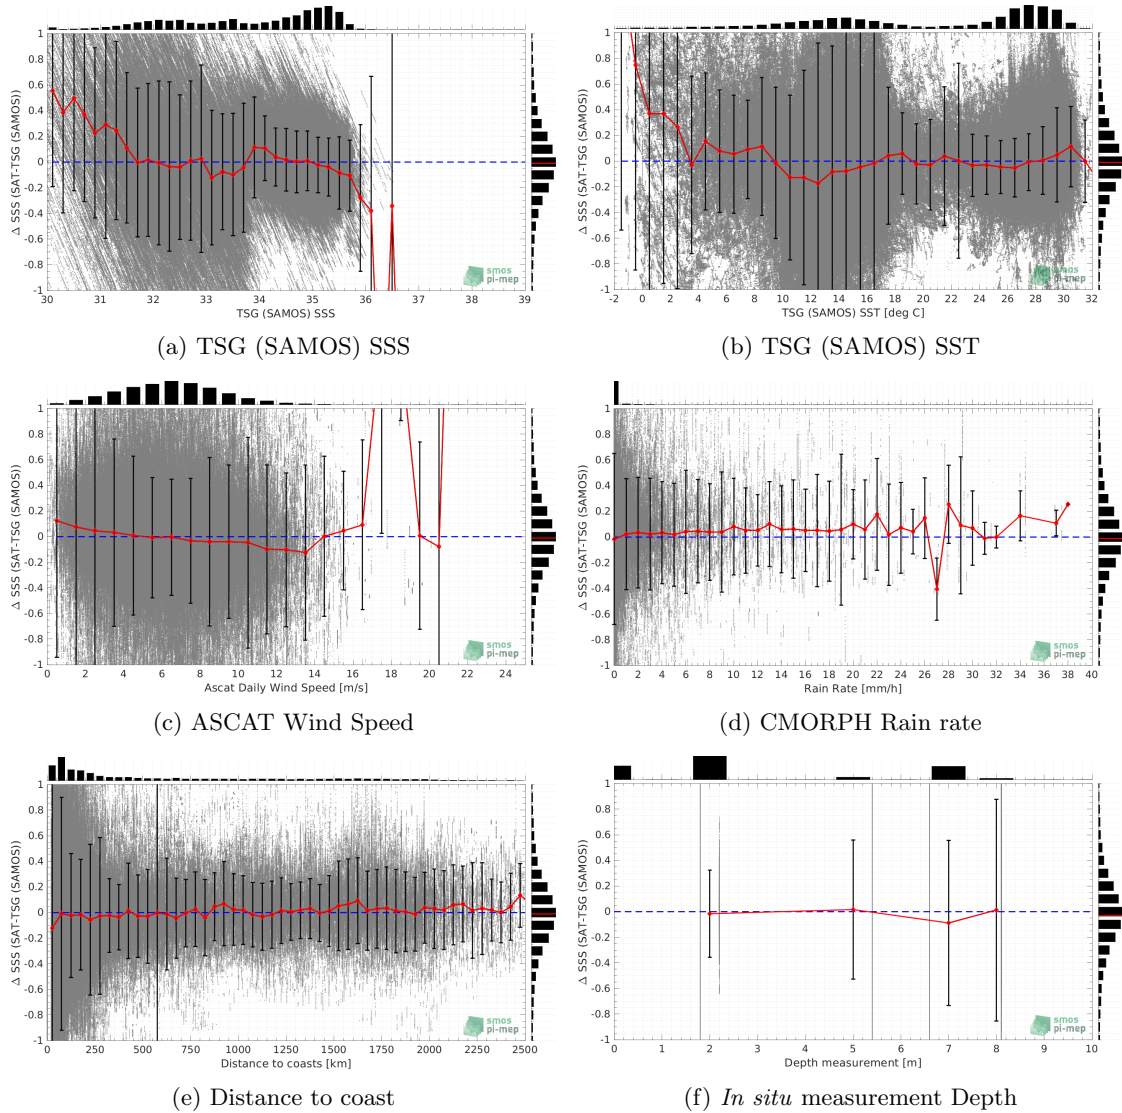 Δ SSS (SAT-TSG (SAMOS))
1
0.8
0.6
0.4
0.2
0
-0.2
-0.4
-0.6
-0.8
-1
30 31 32 33 34 35 36 37 38 39
TSG (SAMOS) SSS
smos
pi-mep
(a) TSG (SAMOS) SSS
Δ SSS (SAT-TSG (SAMOS))
1
0.8
0.6
0.4
0.2
0
-0.2
-0.4
-0.6
-0.8
-1
-2 0 2 4 6 8 10 12 14 16 18 20 22 24 26 28 30 32
TSG (SAMOS) SST [deg C]
smos
pi-mep
(b) TSG (SAMOS) SST
Δ SSS (SAT-TSG (SAMOS))
1
0.8
0.6
0.4
0.2
0
-0.2
-0.4
-0.6
-0.8
-1
0 2 4 6 8 10 12 14 16 18 20 22 24
Ascat Daily Wind Speed [m/s]
smos
pi-mep
(c) ASCAT Wind Speed
Δ SSS (SAT-TSG (SAMOS))
1
0.8
0.6
0.4
0.2
0
-0.2
-0.4
-0.6
-0.8
-1
0 2 4 6 8 10 12 14 16 18 20 22 24 26 28 30 32 34 36 38 40
Rain Rate [mm/h]
smos
pi-mep
(d) CMORPH Rain rate
Δ SSS (SAT-TSG (SAMOS))
1
0.8
0.6
0.4
0.2
0
-0.2
-0.4
-0.6
-0.8
-1
0 250 500 750 1000 1250 1500 1750 2000 2250 2500
Distance to coasts [km]
smos
pi-mep
(e) Distance to coast
Δ SSS (SAT-TSG (SAMOS))
1
0.8
0.6
0.4
0.2
0
-0.2
-0.4
-0.6
-0.8
-1
0 1 2 3 4 5 6 7 8 9 10
Depth measurement [m]
smos
pi-mep
(f) In situ measurement Depth